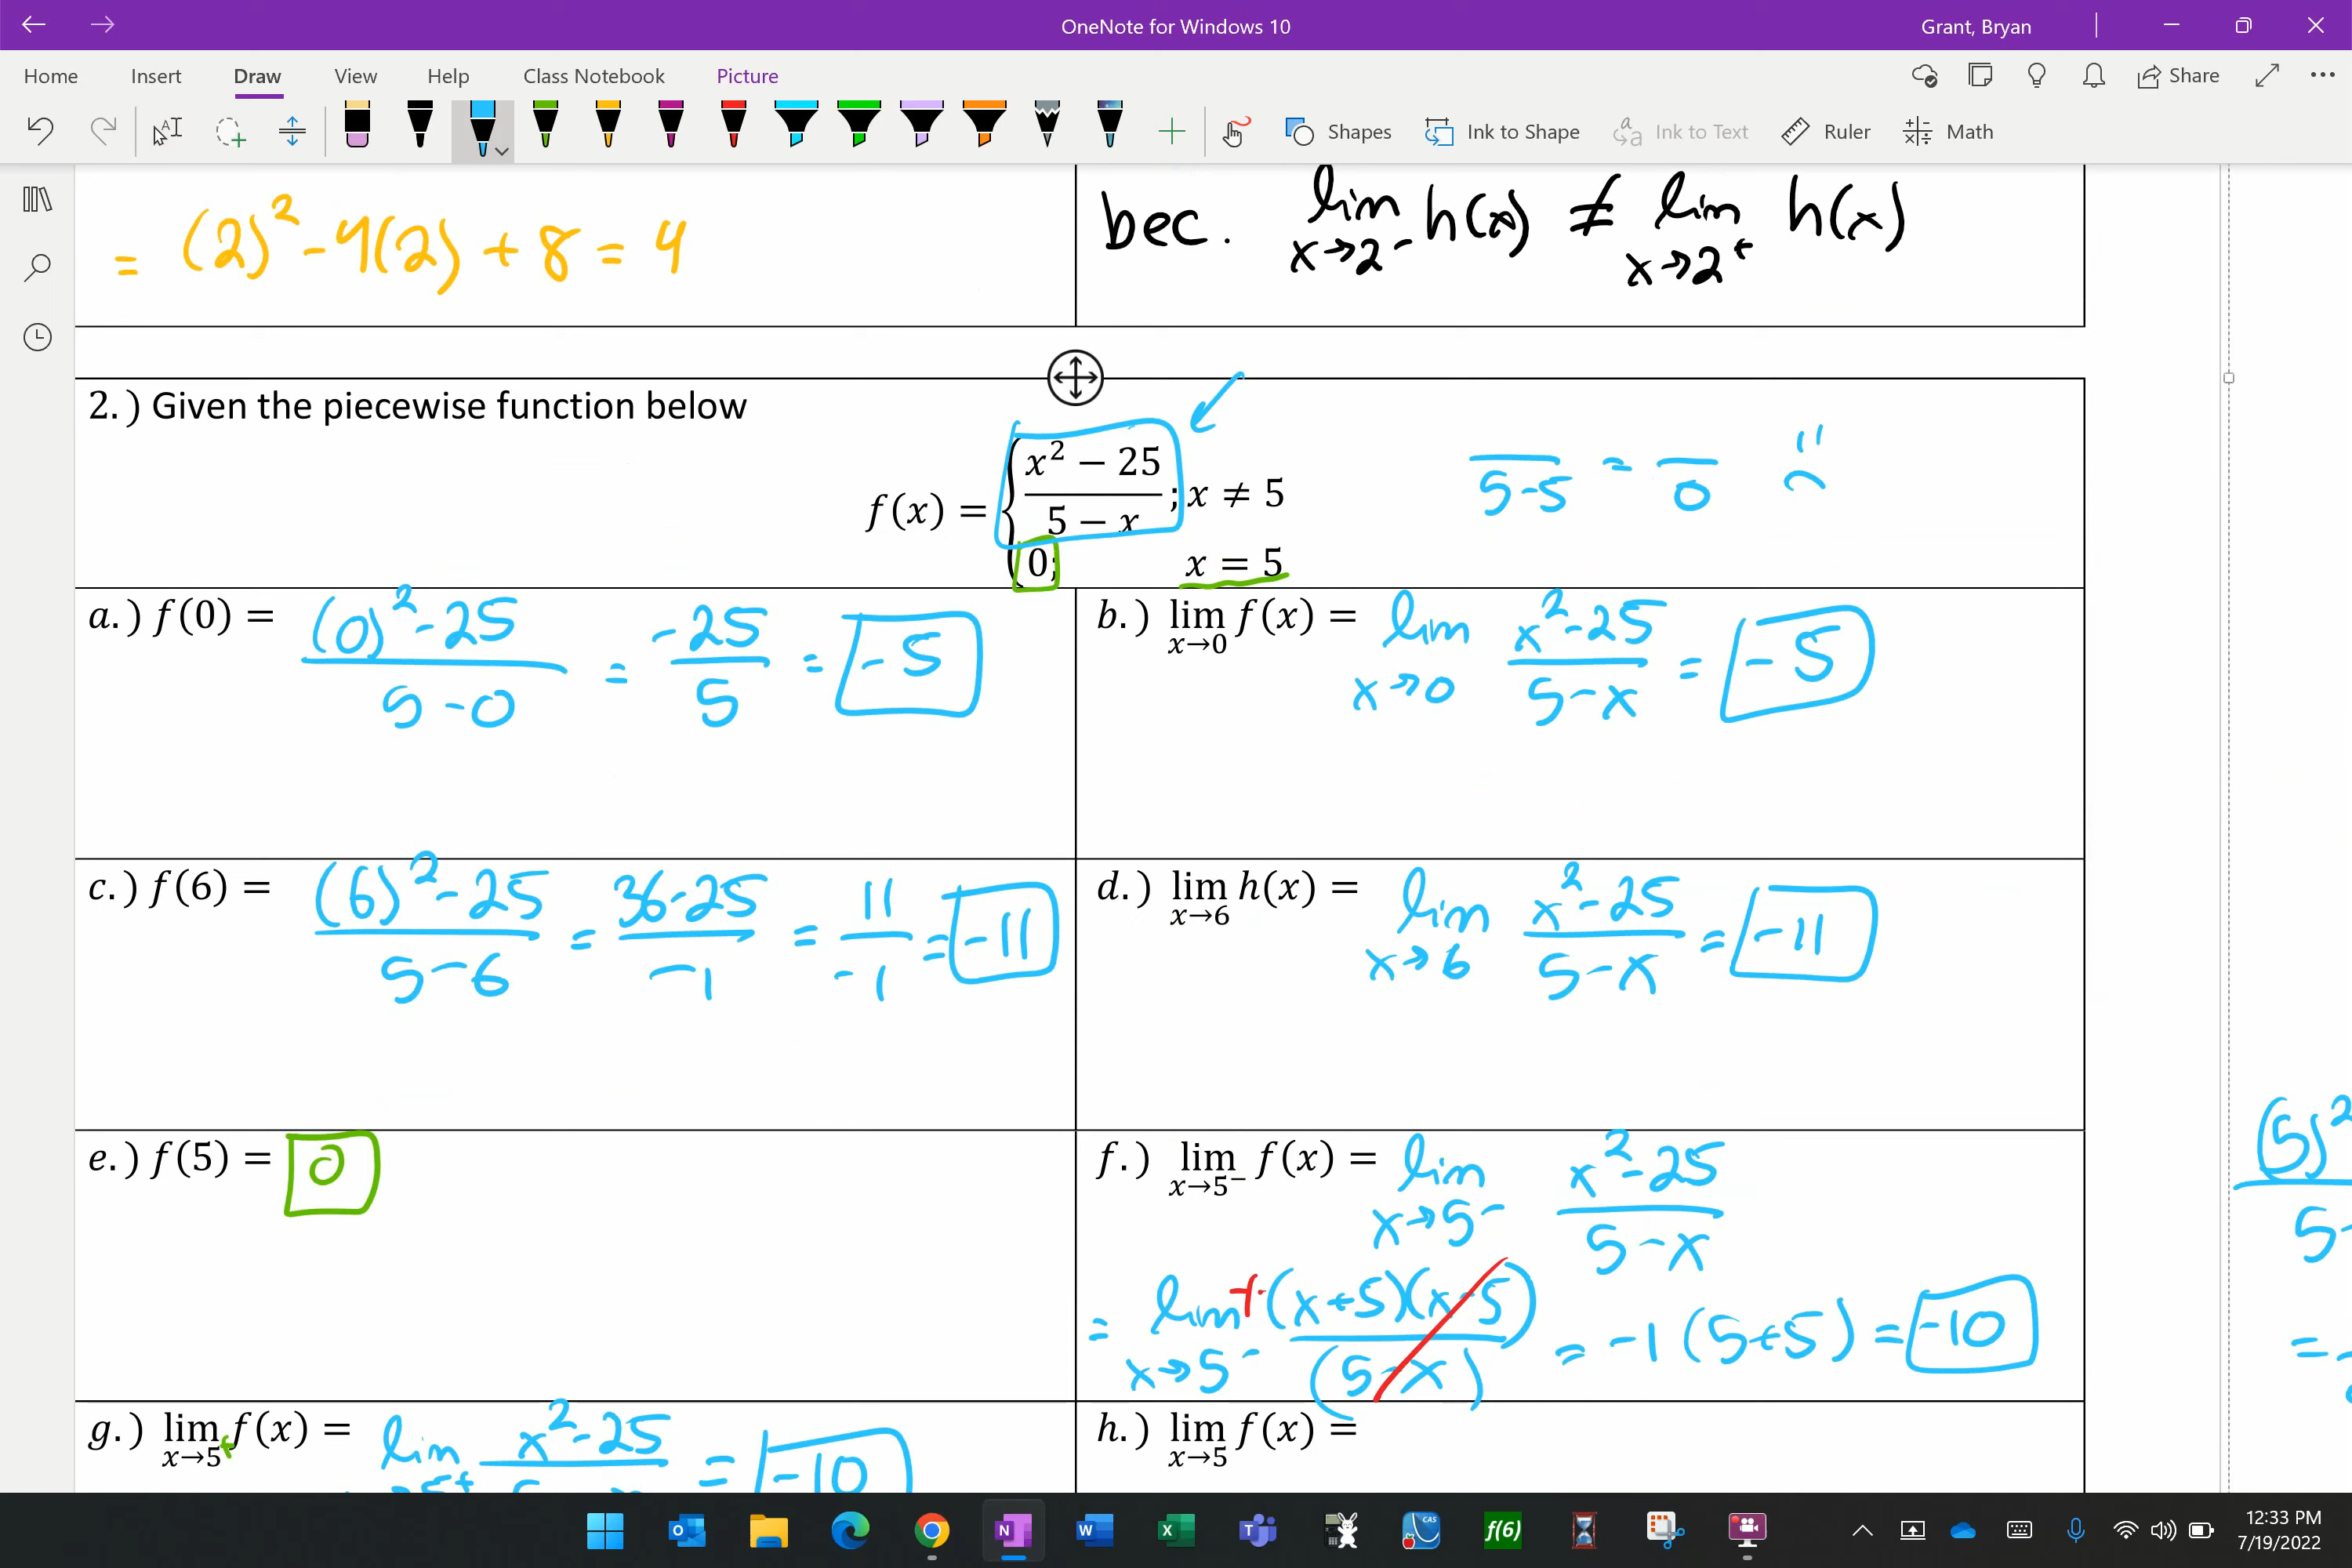 OneNote for Windows 10
Grant, Bryan
Home Insert Draw View Help Class Notebook Picture Share
Shapes Ink to Shape Ink to Text Ruler Math
= (2)² - 4(2) + 8 = 4
bec. lim x→2⁻ h(x) ≠ lim x→2⁺ h(x)
2.) Given the piecewise function below
f(x) = { (x² − 25)/(5 − x); x ≠ 5
0; x = 5
/(5-5) = /0
a.) f(0) = ((0)² - 25)/(5 - 0) = -25/5 = -5
b.) lim x→0 f(x) = lim x→0 (x² - 25)/(5 - x) = -5
c.) f(6) = ((6)² - 25)/(5 - 6) = (36 - 25)/-1 = 11/-1 = -11
d.) lim x→6 h(x) = lim x→6 (x² - 25)/(5 - x) = -11
e.) f(5) = 0
f.) lim x→5⁻ f(x) = lim x→5⁻ (x² - 25)/(5 - x)
= lim x→5⁻ -1·(x+5)(x-5)/(5-x) = -1(5+5) = -10
(5)²
5-
=
g.) lim x→5⁺ f(x) = lim x→5⁺ x² - 25 = -10
h.) lim x→5 f(x) =
CAS
f(6)
12:33 PM
7/19/2022